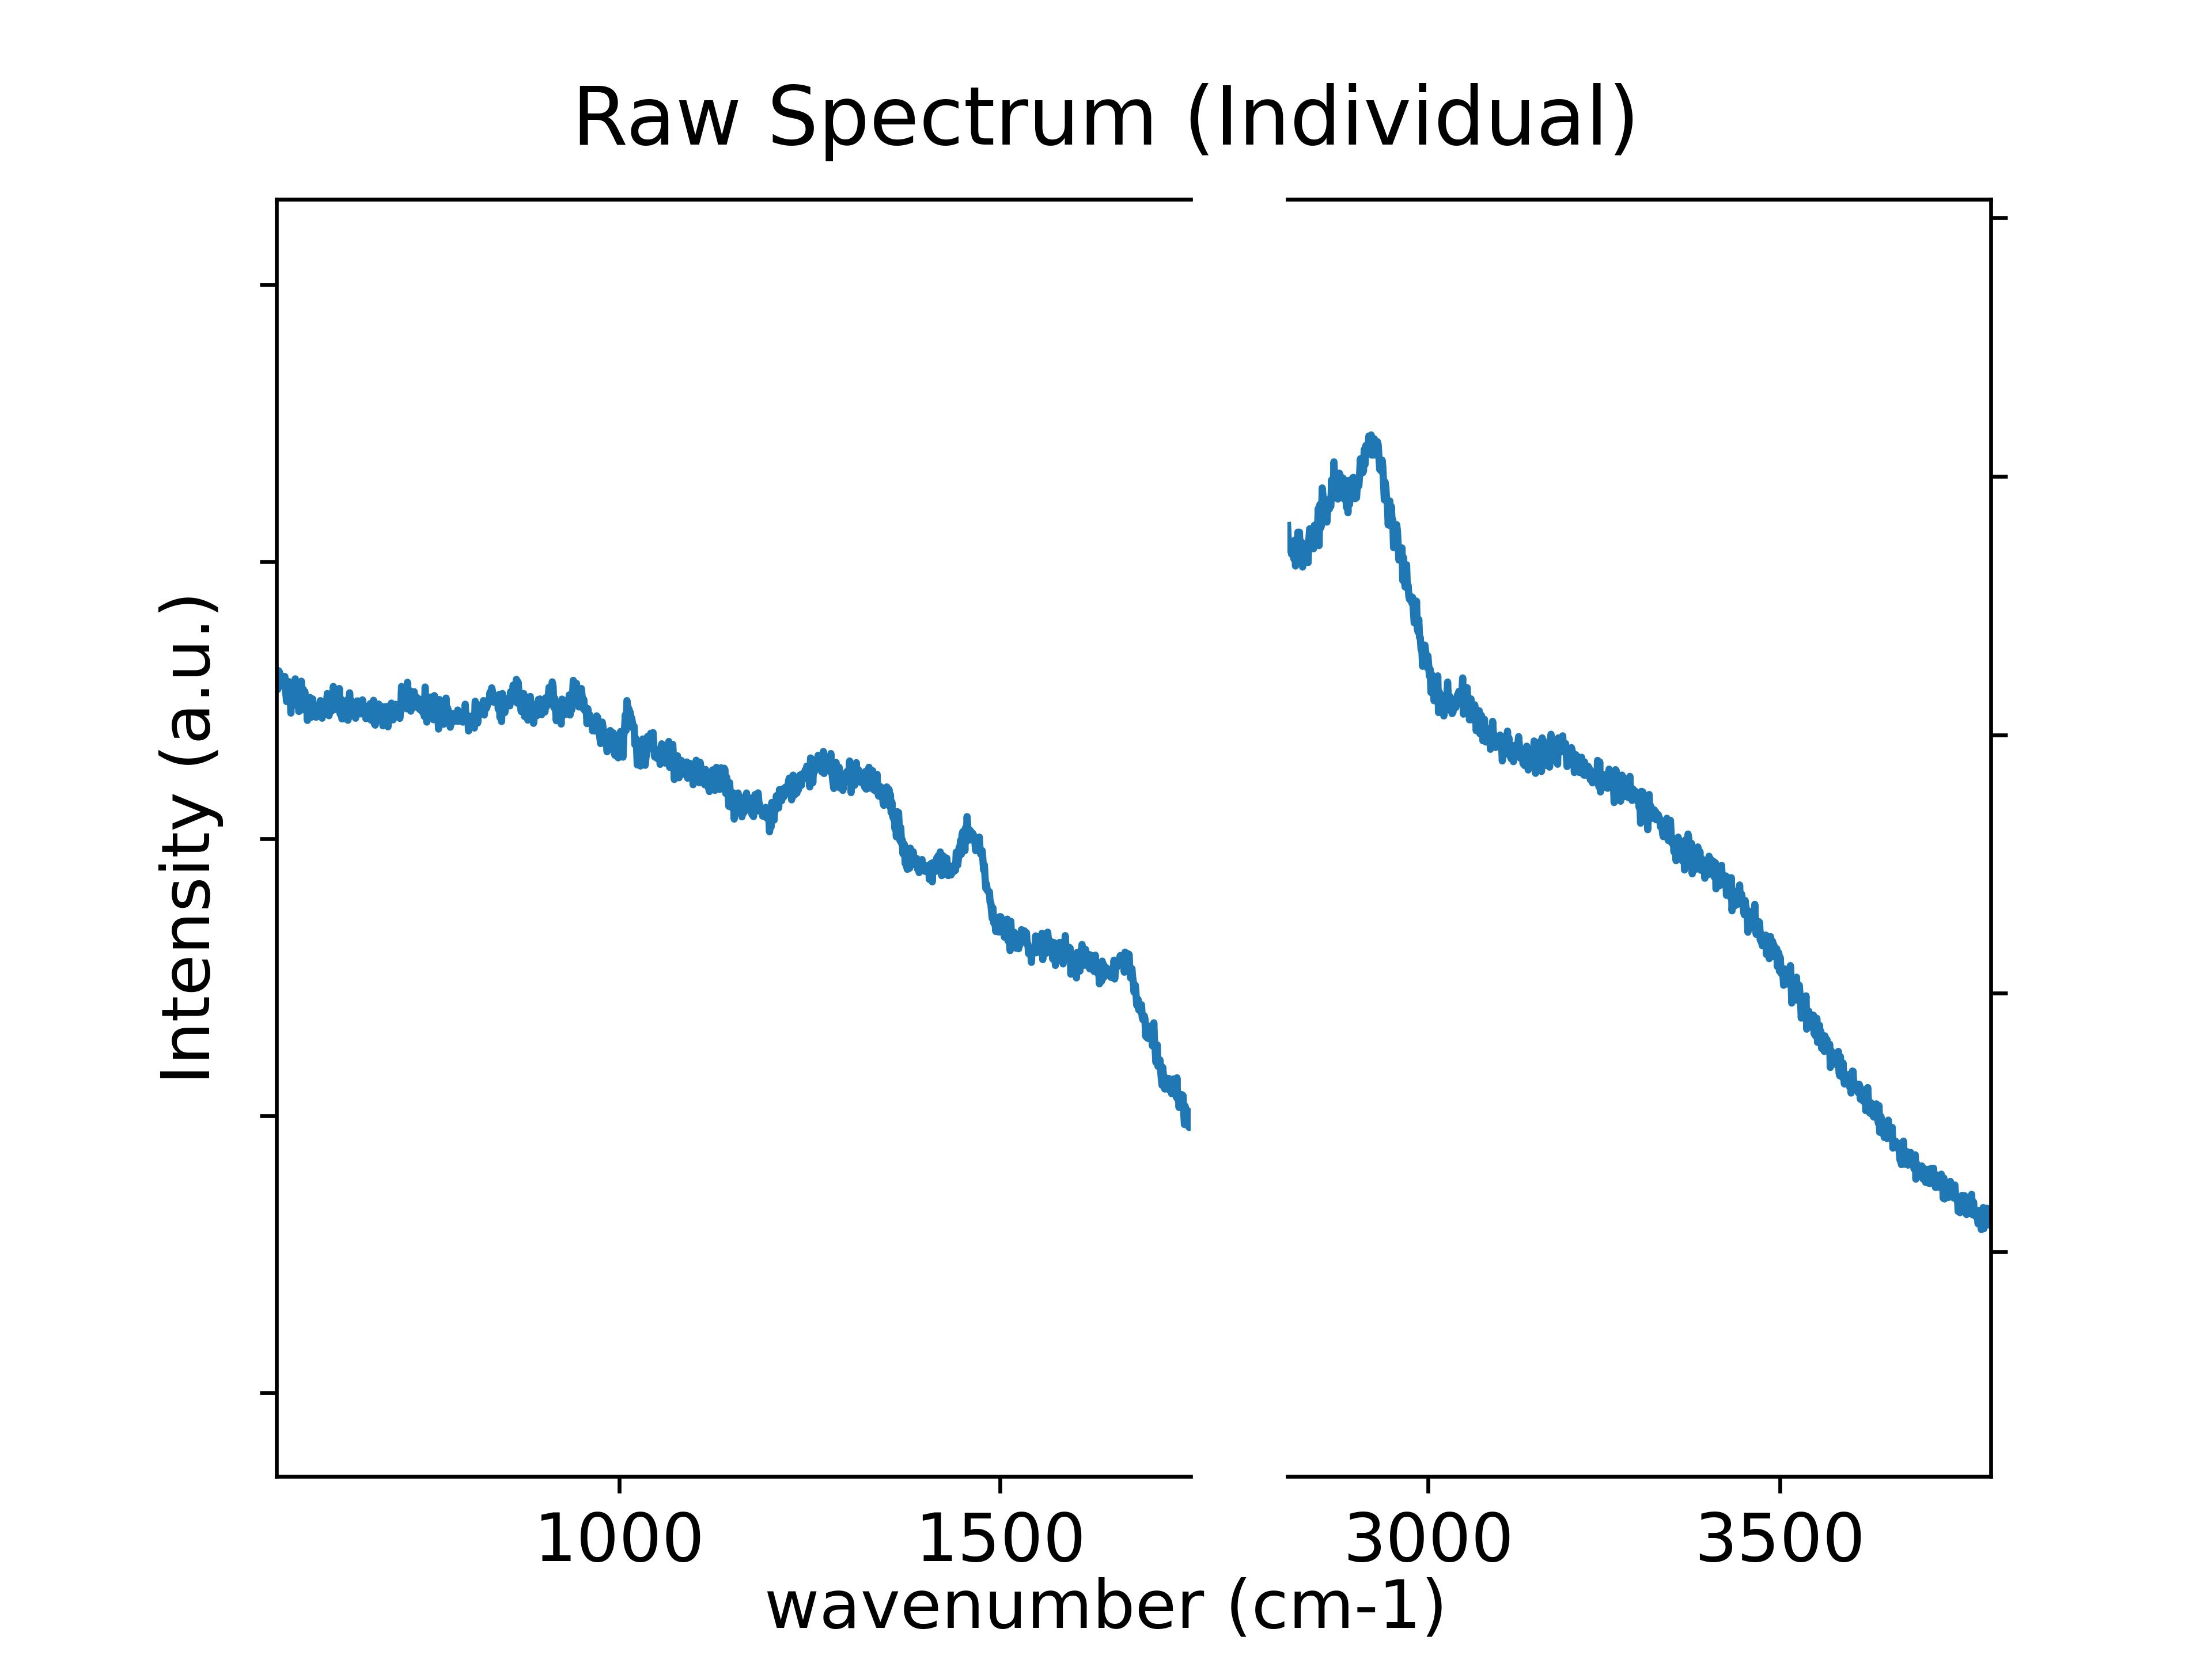 Raw Spectrum (Individual)
Intensity (a.u.)
1000 1500 3000 3500
wavenumber (cm-1)